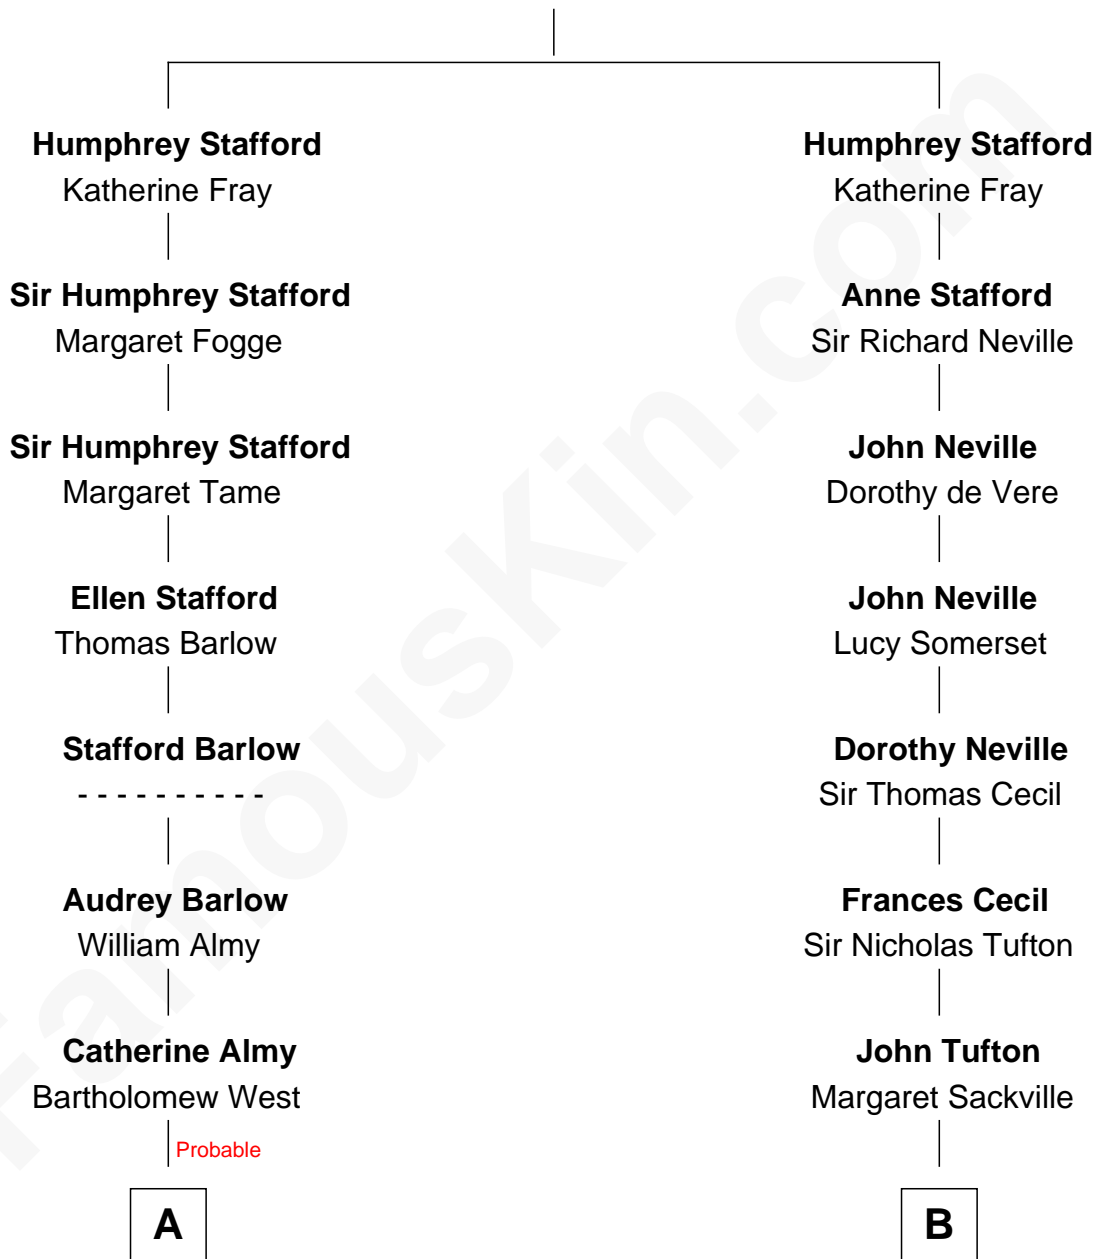 Humphrey Stafford
Katherine Fray
Sir Humphrey Stafford
Margaret Fogge
Sir Humphrey Stafford
Margaret Tame
Ellen Stafford
Thomas Barlow
Stafford Barlow
- - - - - - - - - -
Audrey Barlow
William Almy
Catherine Almy
Bartholomew West
Probable
A
Humphrey Stafford
Katherine Fray
Anne Stafford
Sir Richard Neville
John Neville
Dorothy de Vere
John Neville
Lucy Somerset
Dorothy Neville
Sir Thomas Cecil
Frances Cecil
Sir Nicholas Tufton
John Tufton
Margaret Sackville
B
FamousKin.com